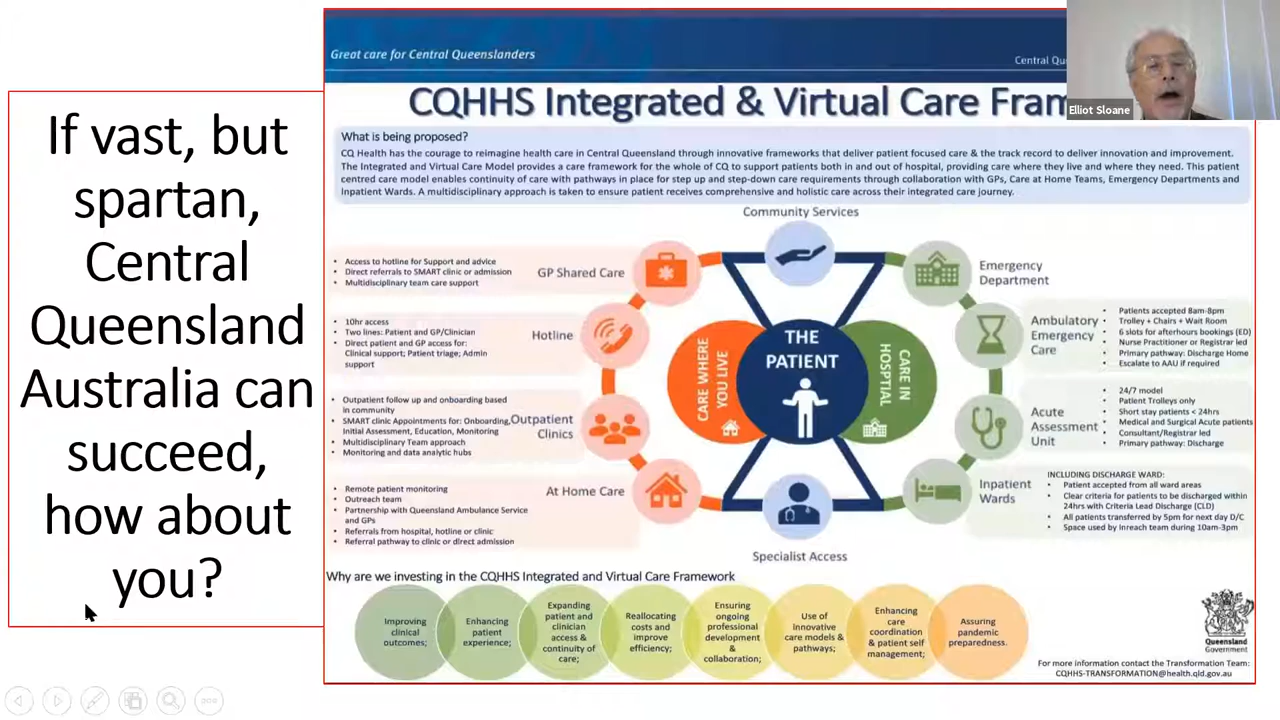 If vast, but
spartan,
Central
Queensland
Australia can
succeed,
how about
you?
Great care for Central Queenslanders
Central Qu
CQHHS Integrated & Virtual Care Fram
Elliot Sloane
What is being proposed?
CQ Health has the courage to reimagine health care in Central Queensland through innovative frameworks that deliver patient focused care & the track record to deliver innovation and improvement.
The Integrated and Virtual Care Model provides a care framework for the whole of CQ to support patients both in and out of hospital, providing care where they live and where they need. This patient
centred care model enables continuity of care with pathways in place for step up and step-down care requirements through collaboration with GPs, Care at Home Teams, Emergency Departments and
Inpatient Wards. A multidisciplinary approach is taken to ensure patient receives comprehensive and holistic care across their integrated care journey.
Community Services
• Access to hotline for Support and advice
• Direct referrals to SMART clinic or admission
• Multidisciplinary team care support
GP Shared Care
• 10hr access
• Two lines: Patient and GP/Clinician
• Direct patient and GP access for:
Clinical support; Patient triage; Admin
support
Hotline
• Outpatient follow up and onboarding based
in community
• SMART clinic Appointments for: Onboarding,
Initial Assessment, Education, Monitoring
• Multidisciplinary Team approach
• Monitoring and data analytic hubs
Outpatient
Clinics
• Remote patient monitoring
• Outreach team
• Partnership with Queensland Ambulance Service
and GPs
• Referrals from hospital, hotline or clinic
• Referral pathway to clinic or direct admission
At Home Care
CARE WHERE
YOU LIVE
THE
PATIENT
CARE IN
HOSPTIAL
Emergency
Department
Ambulatory
Emergency
Care
• Patients accepted 8am-8pm
• Trolley + Chairs + Wait Room
• 6 slots for afterhours bookings (ED)
• Nurse Practitioner or Registrar led
• Primary pathway: Discharge Home
• Escalate to AAU if required
Acute
Assessment
Unit
• 24/7 model
• Patient Trolleys only
• Short stay patients < 24hrs
• Medical and Surgical Acute patients
• Consultant/Registrar led
• Primary pathway: Discharge
Inpatient
Wards
INCLUDING DISCHARGE WARD:
• Patient accepted from all ward areas
• Clear criteria for patients to be discharged within
24hrs with Criteria Lead Discharge (CLD)
• All patients transferred by 5pm for next day D/C
• Space used by inreach team during 10am-3pm
Specialist Access
Why are we investing in the CQHHS Integrated and Virtual Care Framework
Improving
clinical
outcomes;
Enhancing
patient
experience;
Expanding
patient and
clinician
access &
continuity of
care;
Reallocating
costs and
improve
efficiency;
Ensuring
ongoing
professional
development
&
collaboration;
Use of
innovative
care models &
pathways;
Enhancing
care
coordination
& patient self
management;
Assuring
pandemic
preparedness.
Queensland
Government
For more information contact the Transformation Team:
CQHHS-TRANSFORMATION@health.qld.gov.au